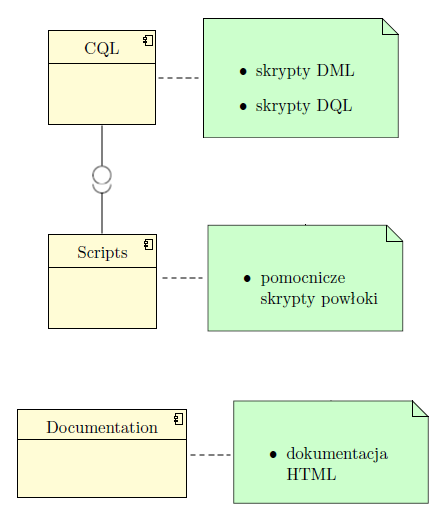 CQL
• skrypty DML
• skrypty DQL
Scripts
• pomocnicze
skrypty powłoki
Documentation
• dokumentacja
HTML